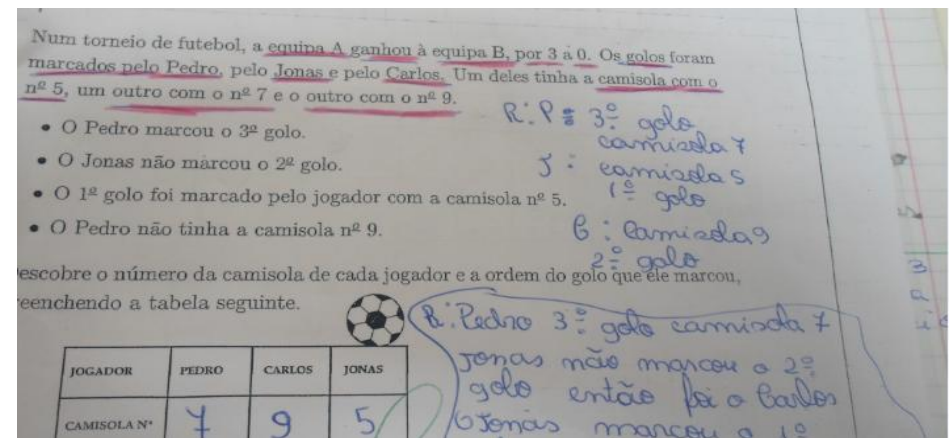 Num torneio de futebol, a equipa A ganhou à equipa B, por 3 a 0. Os golos foram
marcados pelo Pedro, pelo Jonas e pelo Carlos. Um deles tinha a camisola com o
nº 5, um outro com o nº 7 e o outro com o nº 9.
• O Pedro marcou o 3º golo.
• O Jonas não marcou o 2º golo.
• O 1º golo foi marcado pelo jogador com a camisola nº 5.
• O Pedro não tinha a camisola nº 9.
R: P: 3º golo
camisola 7
J: camisola 5
1º golo
C: Camisola 9
2º golo
escobre o número da camisola de cada jogador e a ordem do golo que ele marcou,
reenchendo a tabela seguinte.
R: Pedro 3º golo camisola 7
Jonas não marcou o 2º
golo então foi o Carlos
O Jonas marcou o 1º
JOGADOR PEDRO CARLOS JONAS
CAMISOLA Nº 7 9 5